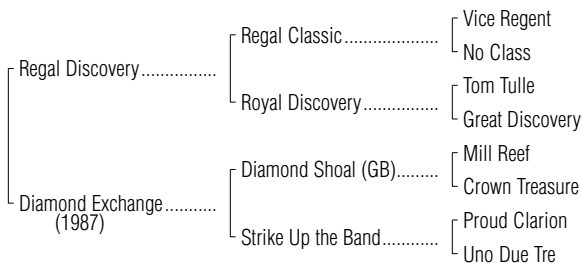 Vice Regent
Regal Classic...................
No Class
Regal Discovery...............
Tom Tulle
Royal Discovery...............
Great Discovery
Mill Reef
Diamond Shoal (GB).........
Crown Treasure
Diamond Exchange...........
(1987)
Proud Clarion
Strike Up the Band............
Uno Due Tre